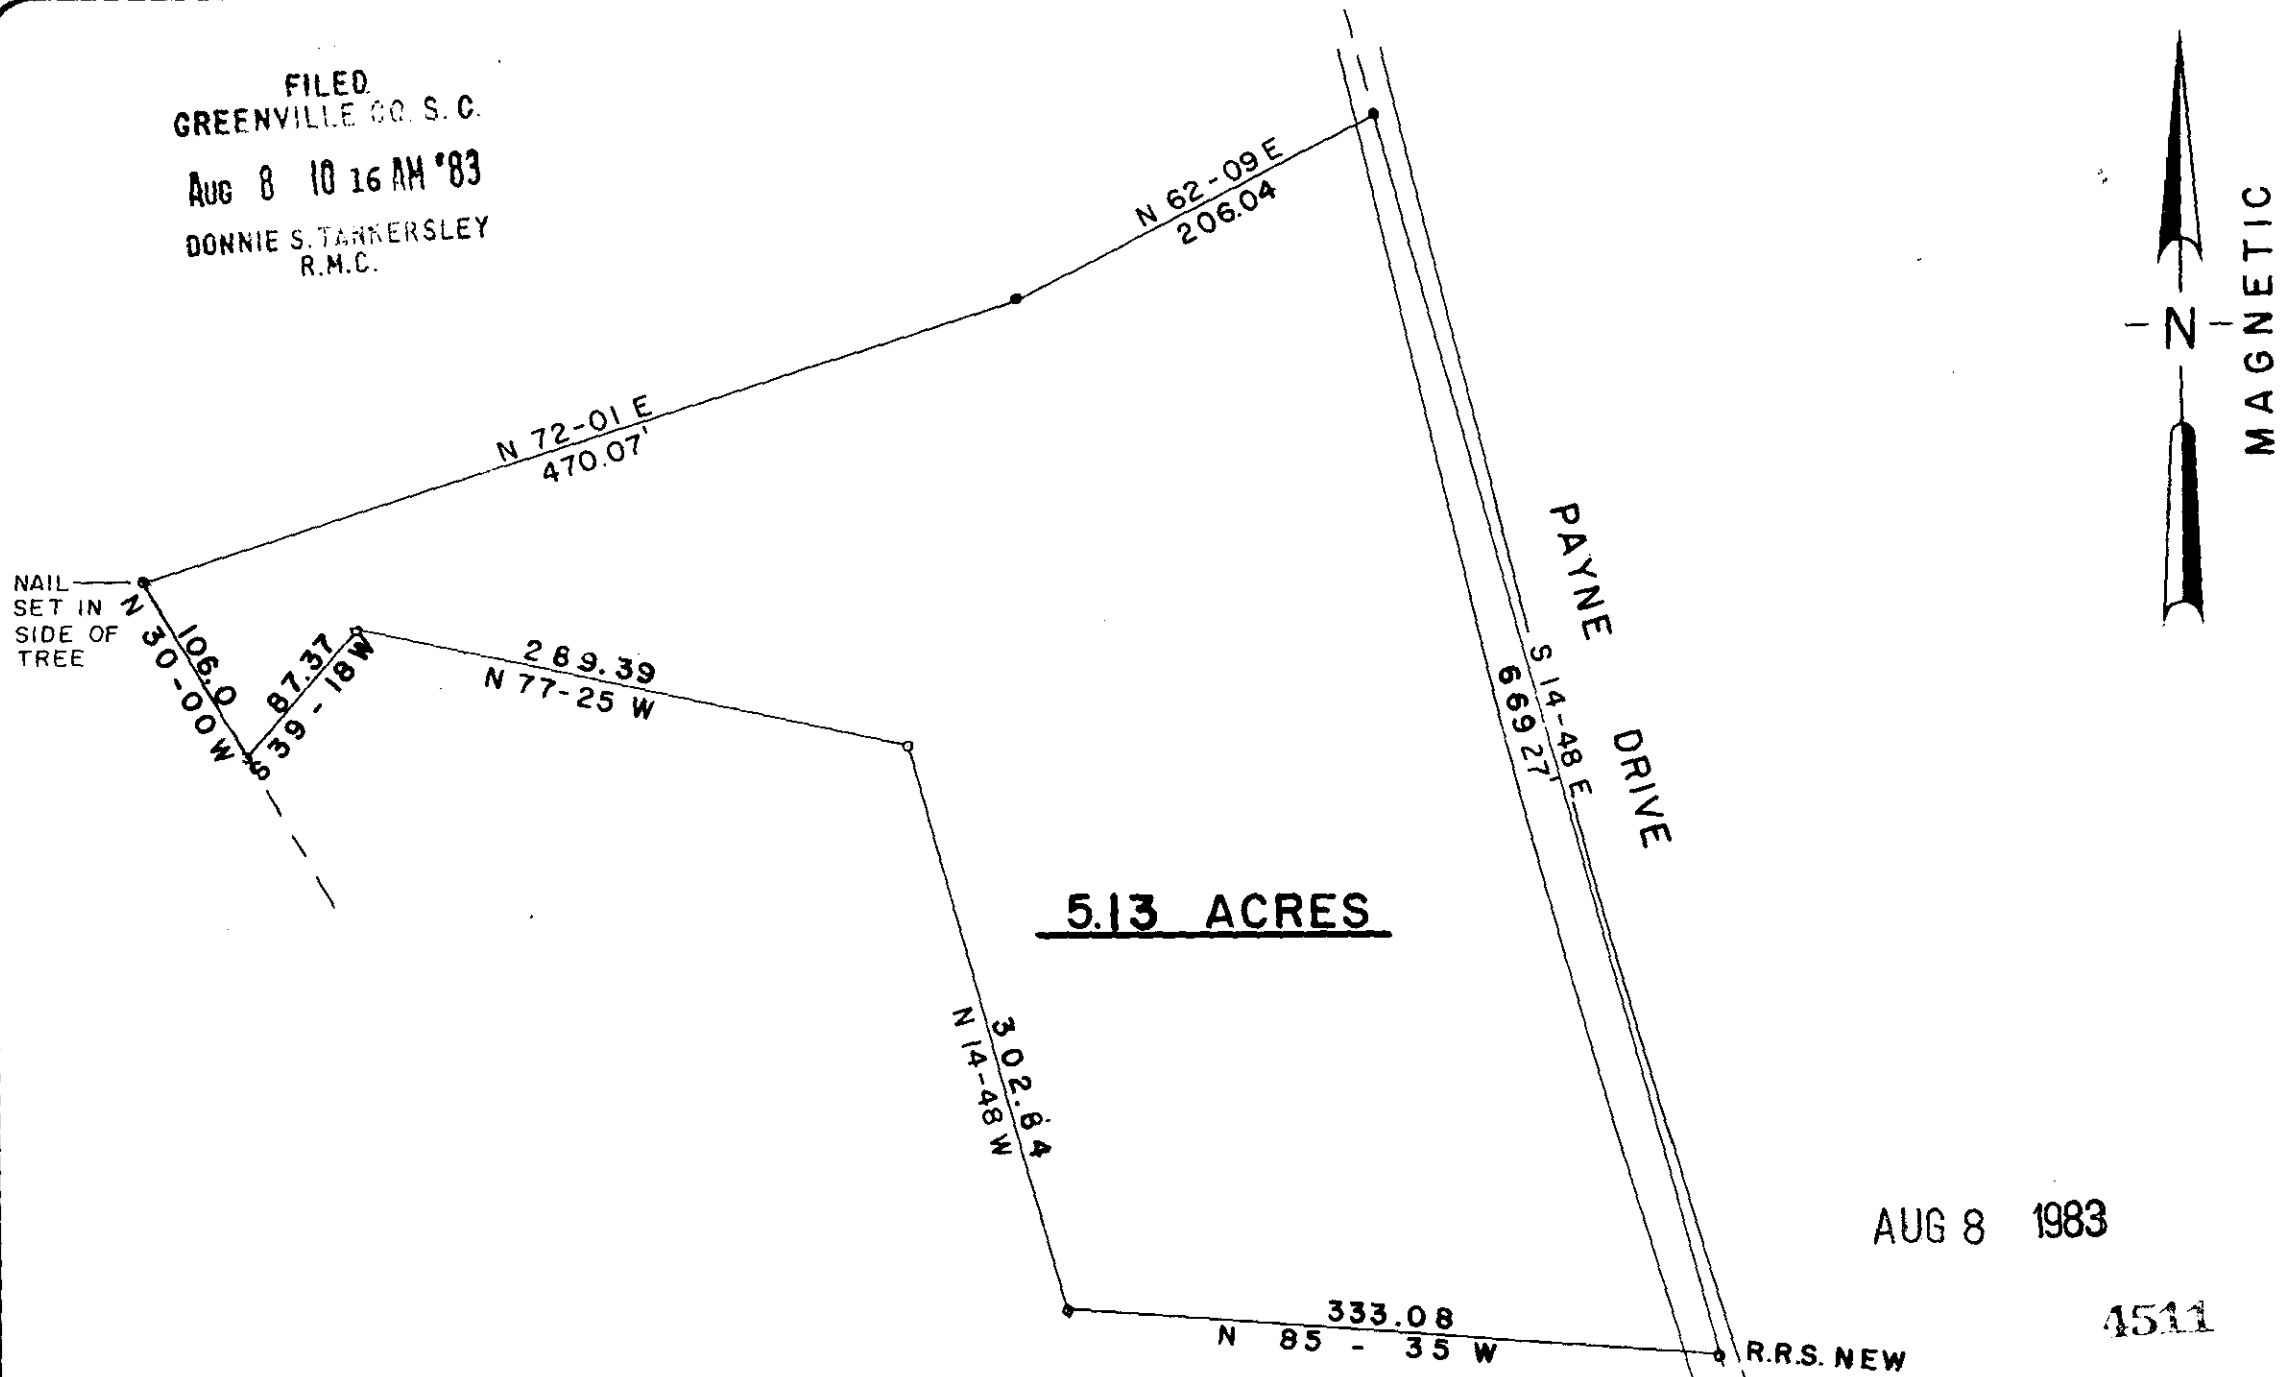 FILED
GREENVILLE CO. S. C.
AUG 8 10 16 AM '83
DONNIE S. TANKERSLEY
R.M.C.
N 62-09 E
206.04
N 72-01 E
470.07'
NAIL
SET IN
SIDE OF
TREE
106.0
N 30-00 W
87.37
S 39-18 W
289.39
N 77-25 W
PAYNE DRIVE
S 14-48 E
669.27'
5.13 ACRES
302.84
N 14-48 W
333.08
N 85-35 W
R.R.S. NEW
- N -
MAGNETIC
AUG 8 1983
4511